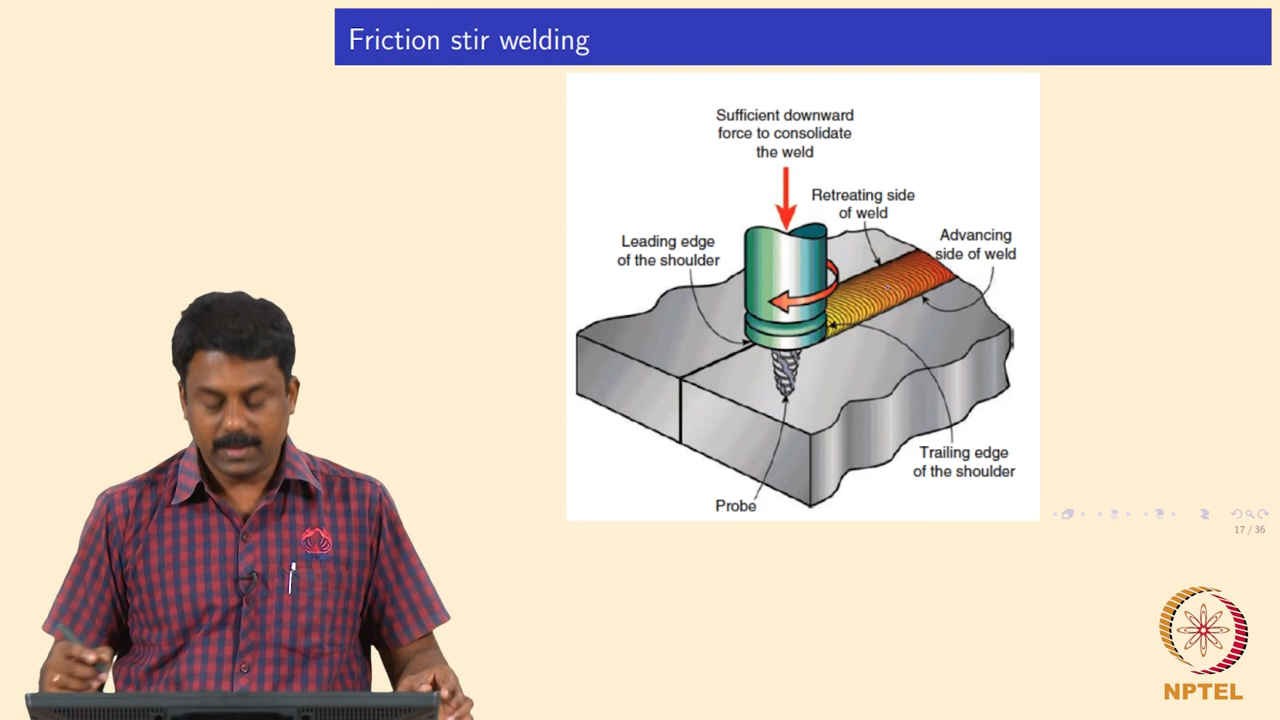 Friction stir welding
Sufficient downward
force to consolidate
the weld
Retreating side
of weld
Advancing
side of weld
Leading edge
of the shoulder
Trailing edge
of the shoulder
Probe
17 / 36
NPTEL